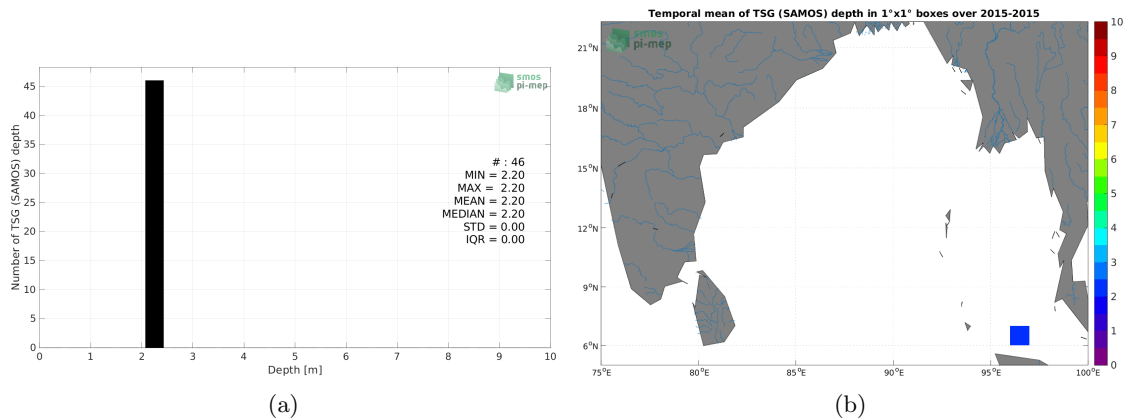 smos
pi-mep
45
40
35
30
25
20
15
10
5
0
Number of TSG (SAMOS) depth
# : 46
MIN = 2.20
MAX = 2.20
MEAN = 2.20
MEDIAN = 2.20
STD = 0.00
IQR = 0.00
0 1 2 3 4 5 6 7 8 9 10
Depth [m]
(a)
Temporal mean of TSG (SAMOS) depth in 1°x1° boxes over 2015-2015
smos
pi-mep
21°N
18°N
15°N
12°N
9°N
6°N
75°E 80°E 85°E 90°E 95°E 100°E
10
9
8
7
6
5
4
3
2
1
0
(b)